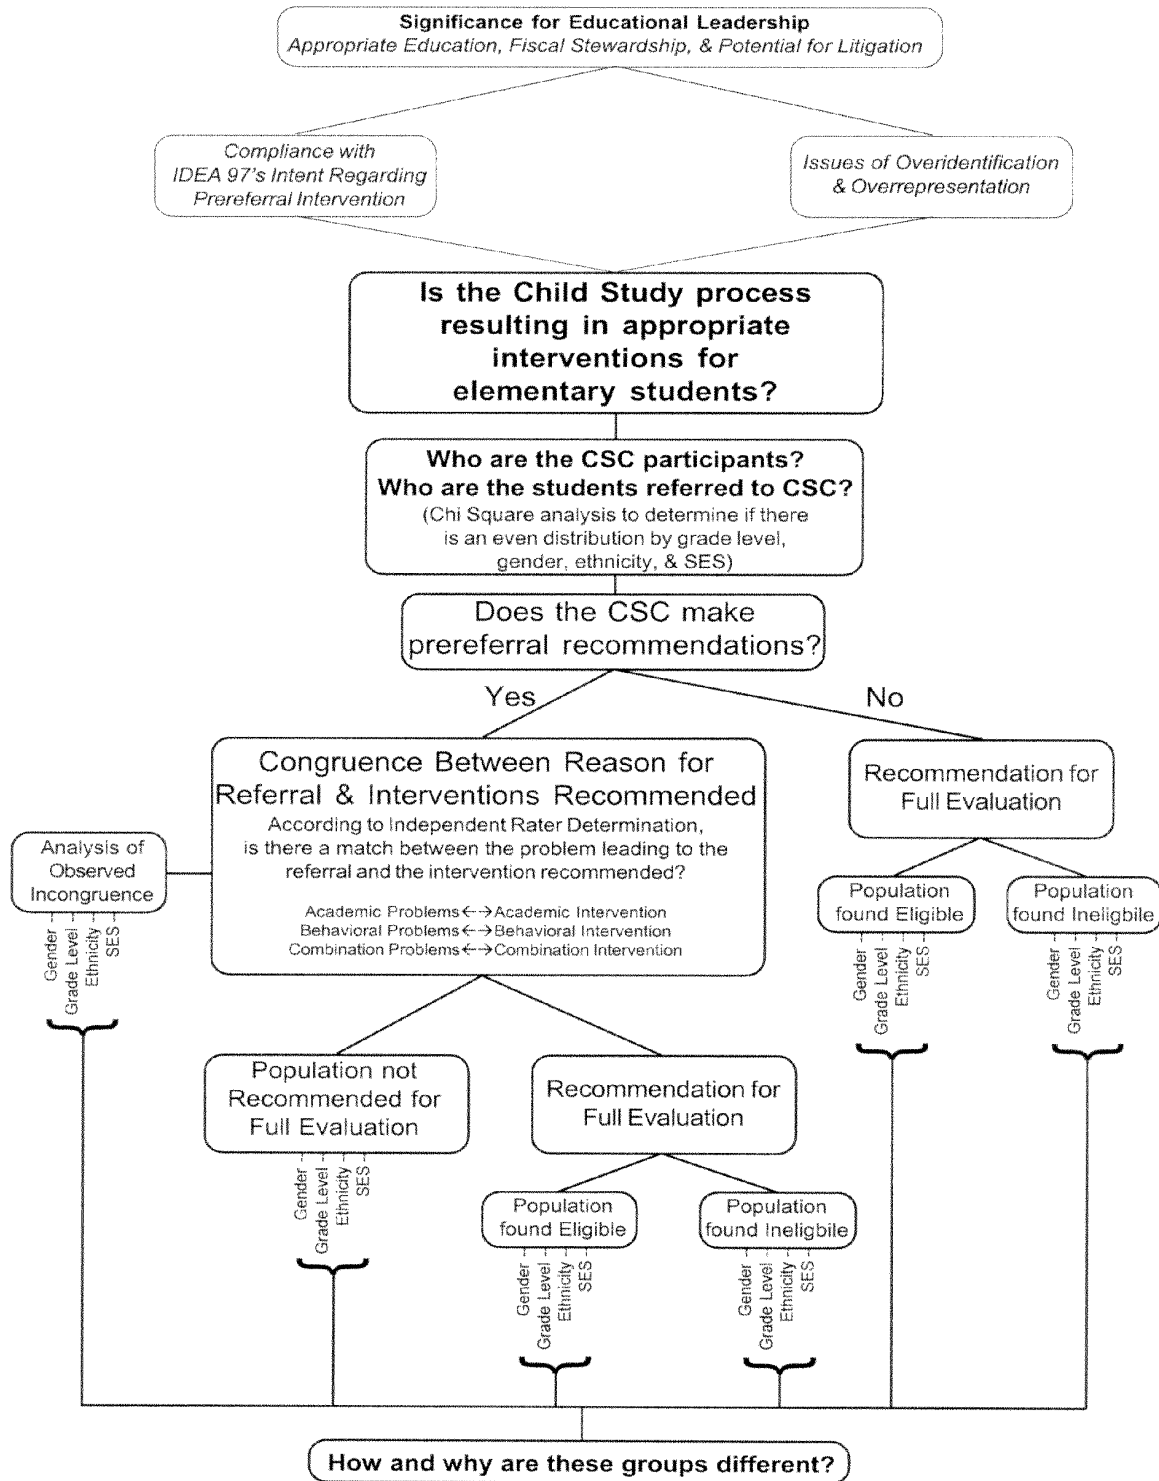 Significance for Educational Leadership
Appropriate Education, Fiscal Stewardship, & Potential for Litigation
Compliance with
IDEA 97's Intent Regarding
Prereferral Intervention
Issues of Overidentification
& Overrepresentation
Is the Child Study process
resulting in appropriate
interventions for
elementary students?
Who are the CSC participants?
Who are the students referred to CSC?
(Chi Square analysis to determine if there
is an even distribution by grade level,
gender, ethnicity, & SES)
Does the CSC make
prereferral recommendations?
Yes
No
Congruence Between Reason for
Referral & Interventions Recommended
According to Independent Rater Determination,
is there a match between the problem leading to the
referral and the intervention recommended?
Academic Problems←→Academic Intervention
Behavioral Problems←→Behavioral Intervention
Combination Problems←→Combination Intervention
Recommendation for
Full Evaluation
Analysis of
Observed
Incongruence
Gender
Grade Level
Ethnicity
SES
Population
found Eligible
Gender
Grade Level
Ethnicity
SES
Population
found Ineligbile
Gender
Grade Level
Ethnicity
SES
Population not
Recommended for
Full Evaluation
Gender
Grade Level
Ethnicity
SES
Recommendation for
Full Evaluation
Population
found Eligible
Gender
Grade Level
Ethnicity
SES
Population
found Ineligbile
Gender
Grade Level
Ethnicity
SES
How and why are these groups different?